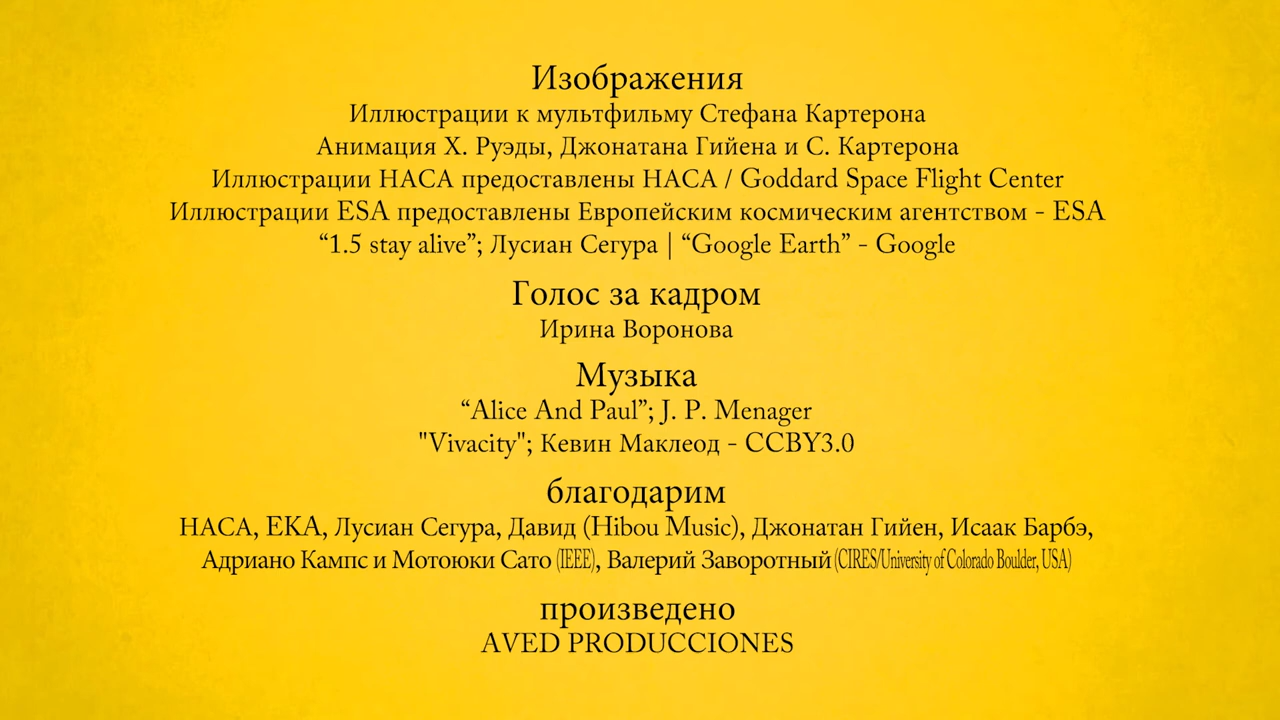 Изображения
Иллюстрации к мультфильму Стефана Картерона
Анимация Х. Руэды, Джонатана Гийена и С. Картерона
Иллюстрации НАСА предоставлены НАСА / Goddard Space Flight Center
Иллюстрации ESA предоставлены Европейским космическим агентством - ESA
“1.5 stay alive”; Лусиан Сегура | “Google Earth” - Google
Голос за кадром
Ирина Воронова
Музыка
“Alice And Paul”; J. P. Menager
"Vivacity"; Кевин Маклеод - CCBY3.0
благодарим
НАСА, ЕКА, Лусиан Сегура, Давид (Hibou Music), Джонатан Гийен, Исаак Барбэ,
Адриано Кампс и Мотоюки Сато (IEEE), Валерий Заворотный (CIRES/University of Colorado Boulder, USA)
произведено
AVED PRODUCCIONES